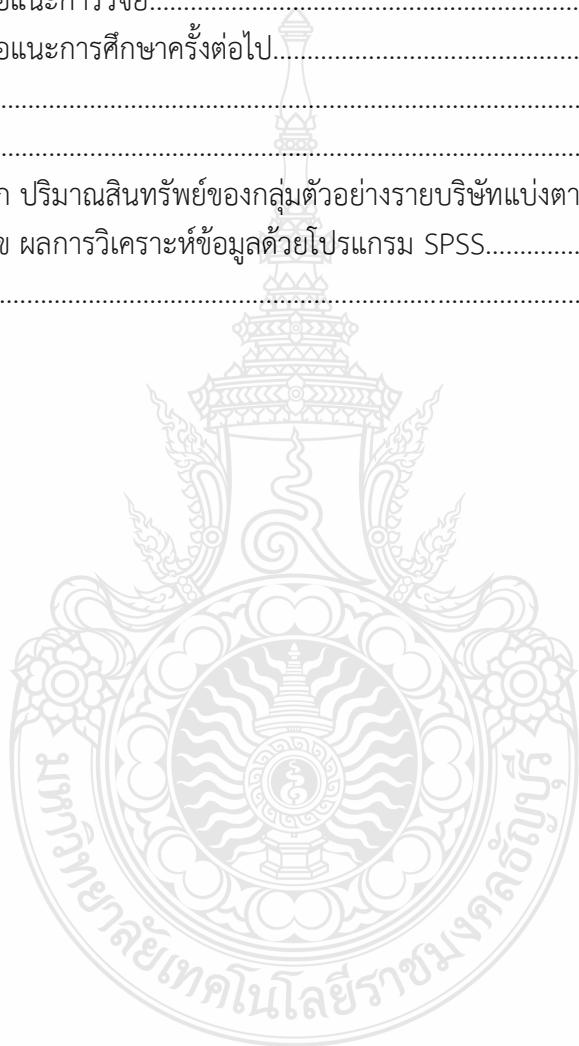 อแนะการวิจัย....................................................
อแนะการศึกษาครั้งต่อไป....................................
..............................................................................
..............................................................................
ก ปริมาณสินทรัพย์ของกลุ่มตัวอย่างรายบริษัทแบ่งตา
ข ผลการวิเคราะห์ข้อมูลด้วยโปรแกรม SPSS...............
..............................................................................
มหาวิทยาลัยเทคโนโลยีราชมงคลธัญบุรี